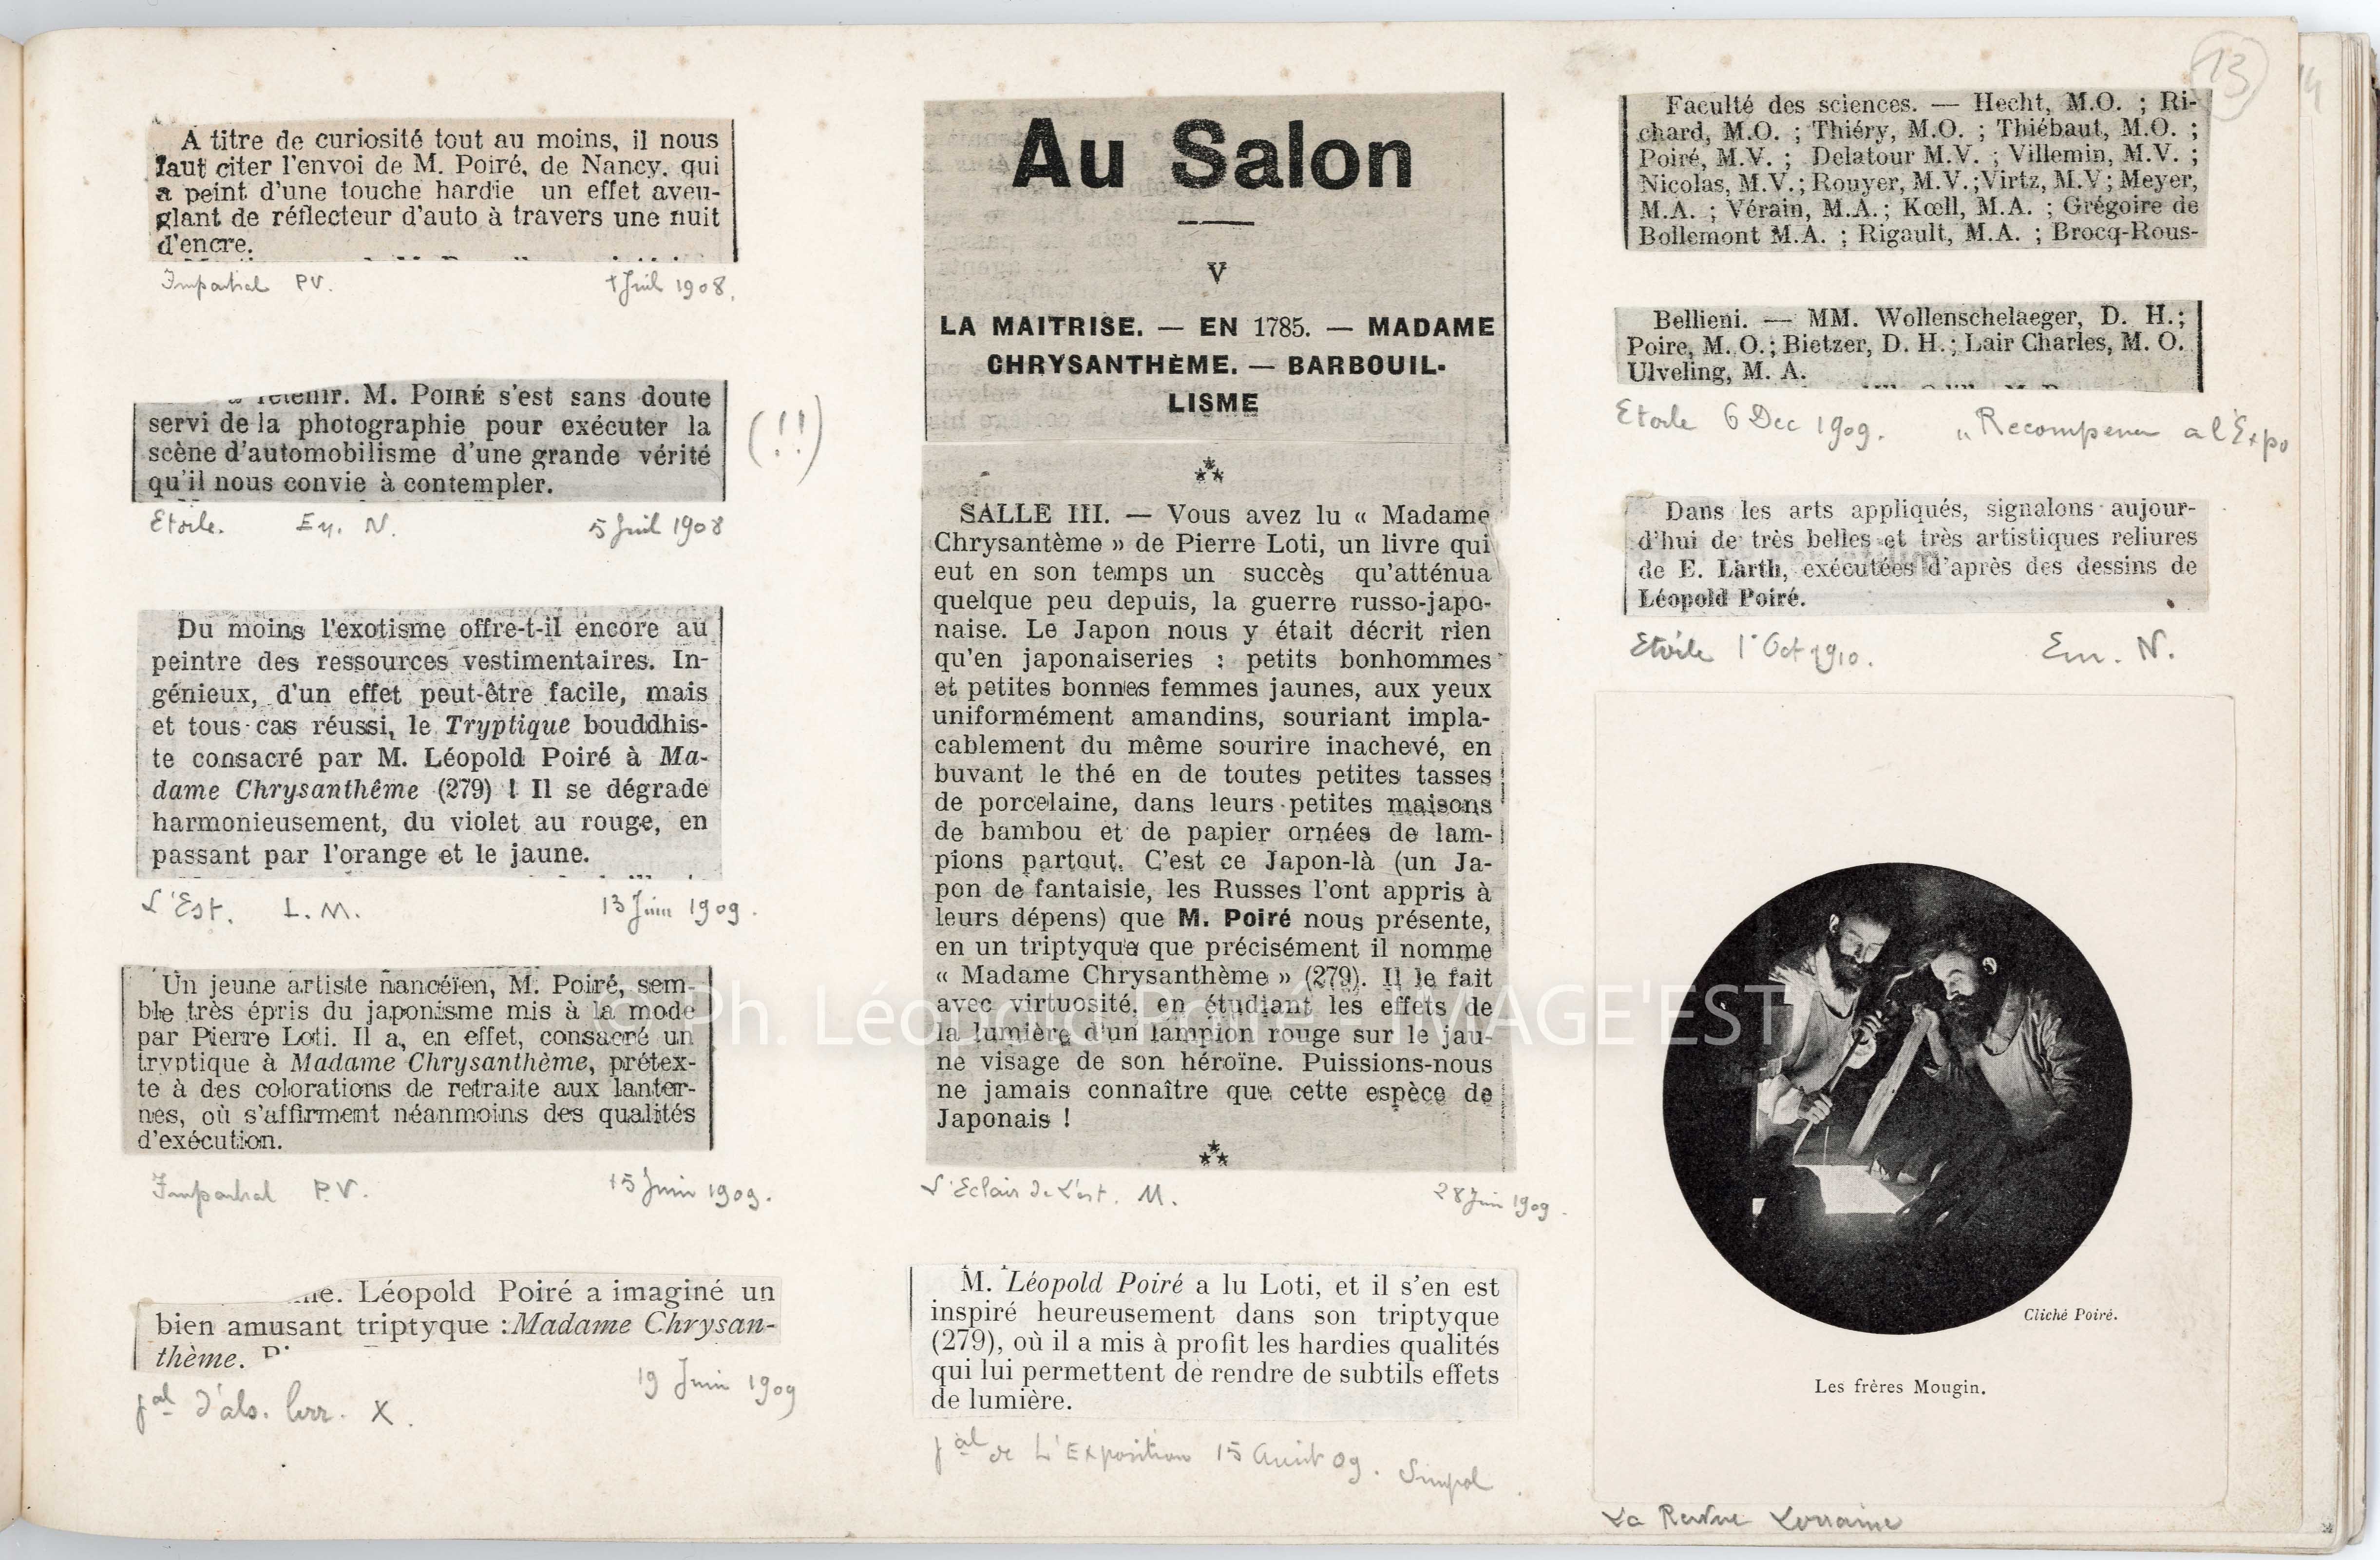 A titre de curiosité tout au moins, il nous
faut citer l'envoi de M. Poiré, de Nancy, qui
a peint d'une touche hardie un effet aveu-
glant de réflecteur d'auto à travers une nuit
d'encre.
Impartial P.V. Juil 1908.
retenir. M. POIRÉ s'est sans doute
servi de la photographie pour exécuter la
scène d'automobilisme d'une grande vérité
qu'il nous convie à contempler.
(!!)
Etoile. Em. N. 5 Juil 1908
Du moins l'exotisme offre-t-il encore au
peintre des ressources vestimentaires. In-
génieux, d'un effet peut-être facile, mais
et tous cas réussi, le Tryptique bouddhis-
te consacré par M. Léopold Poiré à Ma-
dame Chrysanthême (279) ! Il se dégrade
harmonieusement, du violet au rouge, en
passant par l'orange et le jaune.
L'Est. L. M. 13 Juin 1909.
Un jeune artiste nancéïen, M. Poiré, sem-
ble très épris du japonisme mis à la mode
par Pierre Loti. Il a, en effet, consacré un
tryptique à Madame Chrysanthème, prétex-
te à des colorations de retraite aux lanter-
nes, où s'affirment néanmoins des qualités
d'exécution.
Impartial P.V. 15 Juin 1909.
Léopold Poiré a imaginé un
bien amusant triptyque : Madame Chrysan-
thème.
19 Juin 1909
Jal d'als. Lorr. X.
Au Salon
V
LA MAITRISE. — EN 1785. — MADAME
CHRYSANTHÈME. — BARBOUIL-
LISME
SALLE III. — Vous avez lu « Madame
Chrysantème » de Pierre Loti, un livre qui
eut en son temps un succès qu'atténua
quelque peu depuis, la guerre russo-japo-
naise. Le Japon nous y était décrit rien
qu'en japonaiseries : petits bonhommes
et petites bonnes femmes jaunes, aux yeux
uniformément amandins, souriant impla-
cablement du même sourire inachevé, en
buvant le thé en de toutes petites tasses
de porcelaine, dans leurs petites maisons
de bambou et de papier ornées de lam-
pions partout. C'est ce Japon-là (un Ja-
pon de fantaisie, les Russes l'ont appris à
leurs dépens) que M. Poiré nous présente,
en un triptyque que précisément il nomme
« Madame Chrysanthème » (279). Il le fait
avec virtuosité, en étudiant les effets de
la lumière d'un lampion rouge sur le jau-
ne visage de son héroïne. Puissions-nous
ne jamais connaître que cette espèce de
Japonais !
L'Eclair de L'est. M. 28 Juin 1909.
M. Léopold Poiré a lu Loti, et il s'en est
inspiré heureusement dans son triptyque
(279), où il a mis à profit les hardies qualités
qui lui permettent de rendre de subtils effets
de lumière.
Jal de L'Exposition 15 Aout 09.
13
14
Faculté des sciences. — Hecht, M.O. ; Ri-
chard, M.O. ; Thiéry, M.O. ; Thiébaut, M.O. ;
Poiré, M.V. ; Delatour M.V. ; Villemin, M.V. ;
Nicolas, M.V. ; Rouyer, M.V. ; Virtz, M.V ; Meyer,
M.A. ; Vérain, M.A. ; Kœll, M.A. ; Grégoire de
Bollemont M.A. ; Rigault, M.A. ; Brocq-Rous-
Bellieni. — MM. Wollenschelaeger, D. H. ;
Poire, M. O. ; Bietzer, D. H. ; Lair Charles, M. O.
Ulveling, M. A.
Etoile 6 Dec 1909. "Recompense a l'Expo
Dans les arts appliqués, signalons aujour-
d'hui de très belles et très artistiques reliures
de E. Larth, exécutées d'après des dessins de
Léopold Poiré.
Etoile 1r Oct 1910. Em. N.
Cliché Poiré.
Les frères Mougin.
La Revue Lorraine
© Ph. Léopold Poiré - IMAGE'EST